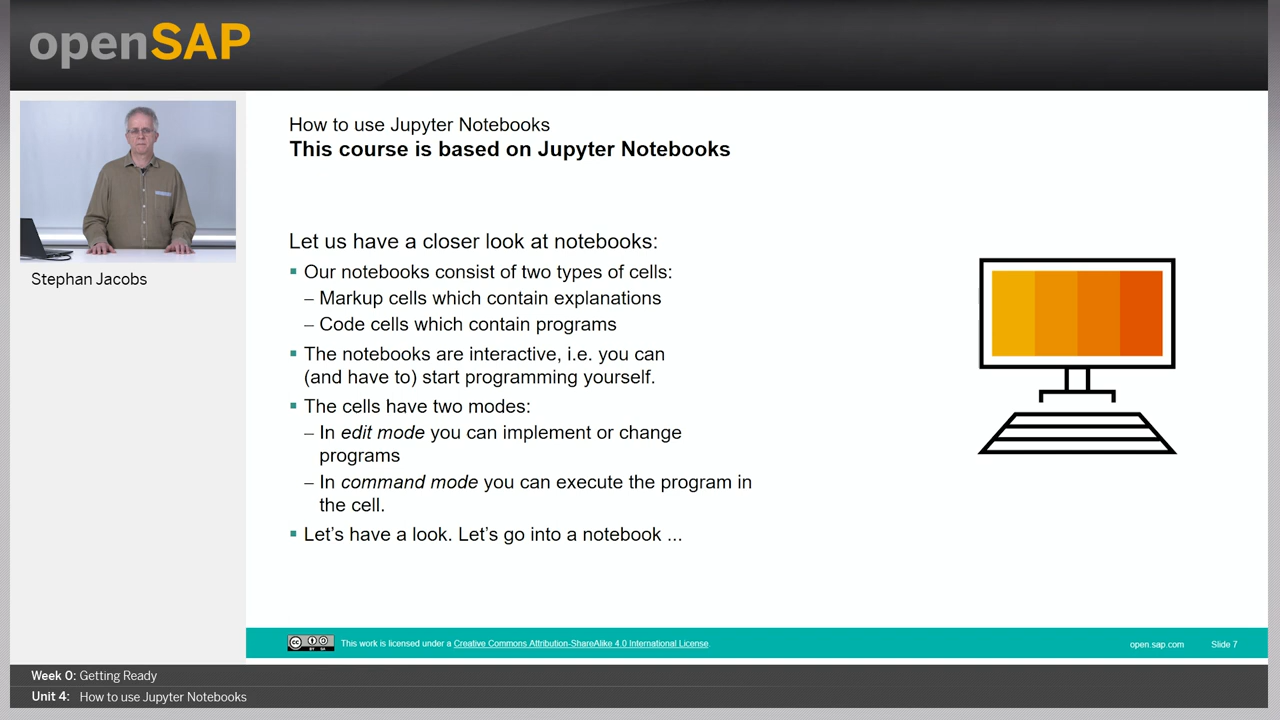 openSAP
Stephan Jacobs
How to use Jupyter Notebooks
This course is based on Jupyter Notebooks
Let us have a closer look at notebooks:
Our notebooks consist of two types of cells:
– Markup cells which contain explanations
– Code cells which contain programs
The notebooks are interactive, i.e. you can
(and have to) start programming yourself.
The cells have two modes:
– In edit mode you can implement or change
programs
– In command mode you can execute the program in
the cell.
Let’s have a look. Let’s go into a notebook ...
cc BY SA
This work is licensed under a Creative Commons Attribution-ShareAlike 4.0 International License.
open.sap.com
Slide 7
Week 0: Getting Ready
Unit 4: How to use Jupyter Notebooks